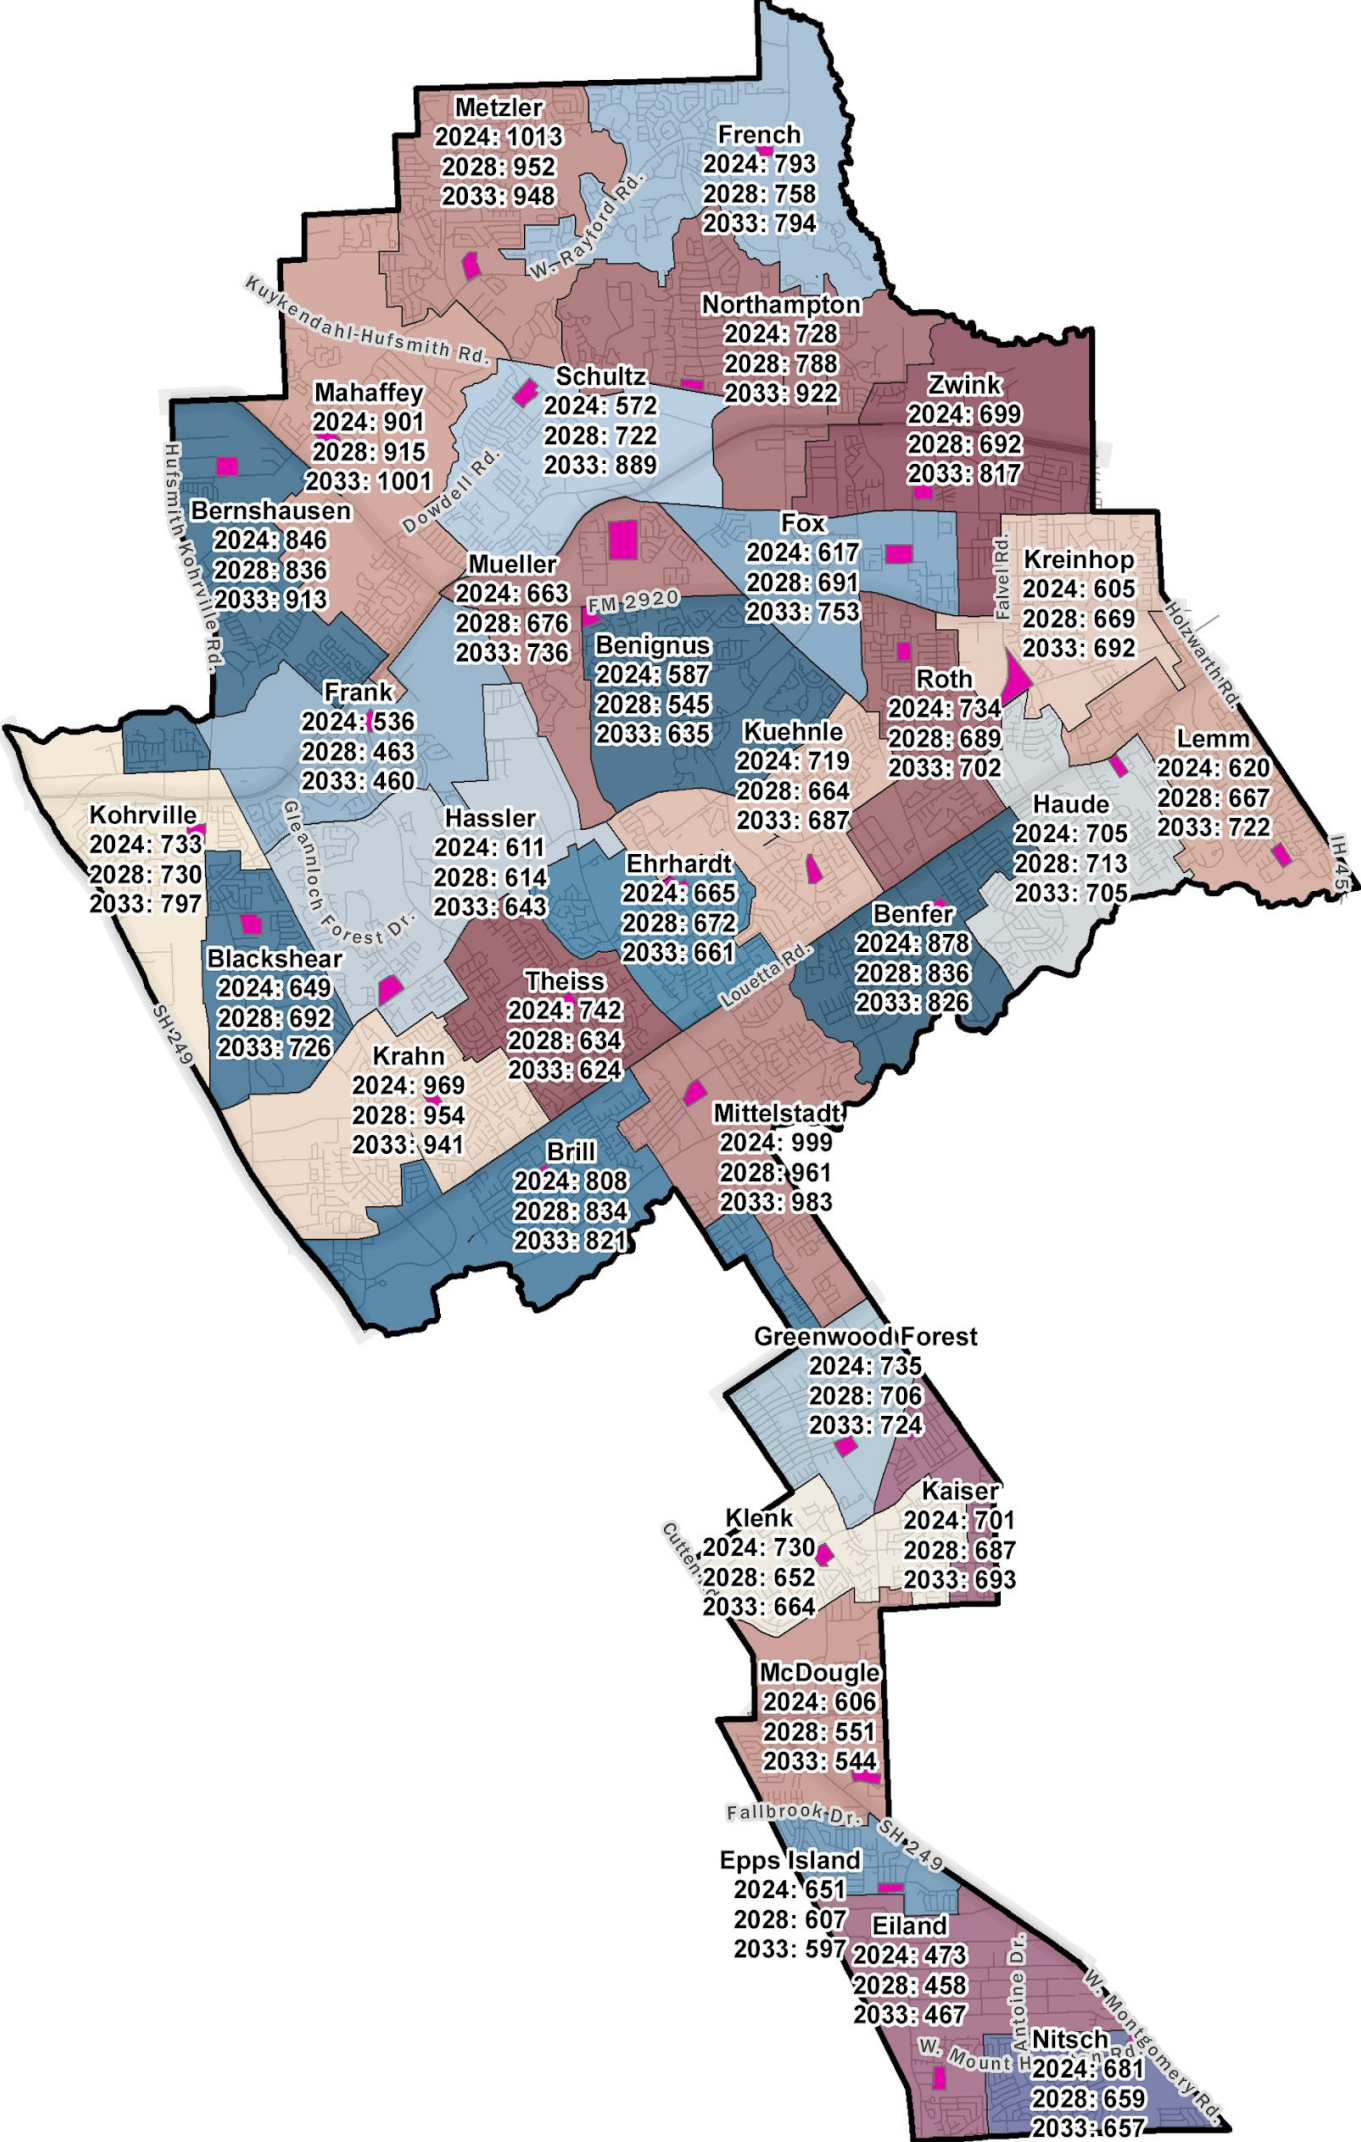 Metzler
2024: 1013
2028: 952
2033: 948
French
2024: 793
2028: 758
2033: 794
W. Rayford Rd.
Kuykendahl-Hufsmith Rd.
Northampton
2024: 728
2028: 788
2033: 922
Schultz
2024: 572
2028: 722
2033: 889
Zwink
2024: 699
2028: 692
2033: 817
Mahaffey
2024: 901
2028: 915
2033: 1001
Dowdell Rd.
Hufsmith Kohrville Rd.
Bernshausen
2024: 846
2028: 836
2033: 913
Fox
2024: 617
2028: 691
2033: 753
Falvel Rd.
Kreinhop
2024: 605
2028: 669
2033: 692
Holzwarth Rd.
Mueller
2024: 663
2028: 676
2033: 736
FM 2920
Benignus
2024: 587
2028: 545
2033: 635
Roth
2024: 734
2028: 689
2033: 702
Frank
2024: 536
2028: 463
2033: 460
Kuehnle
2024: 719
2028: 664
2033: 687
Lemm
2024: 620
2028: 667
2033: 722
IH 45
Haude
2024: 705
2028: 713
2033: 705
Kohrville
2024: 733
2028: 730
2033: 797
Gleannloch Forest Dr.
Hassler
2024: 611
2028: 614
2033: 643
Ehrhardt
2024: 665
2028: 672
2033: 661
Benfer
2024: 878
2028: 836
2033: 826
Louetta Rd.
Blackshear
2024: 649
2028: 692
2033: 726
SH 249
Theiss
2024: 742
2028: 634
2033: 624
Krahn
2024: 969
2028: 954
2033: 941
Mittelstadt
2024: 999
2028: 961
2033: 983
Brill
2024: 808
2028: 834
2033: 821
Greenwood Forest
2024: 735
2028: 706
2033: 724
Kaiser
2024: 701
2028: 687
2033: 693
Klenk
2024: 730
2028: 652
2033: 664
McDougle
2024: 606
2028: 551
2033: 544
Fallbrook Dr.
SH 249
Epps Island
2024: 651
2028: 607
2033: 597
Eiland
2024: 473
2028: 458
2033: 467
Antoine Dr.
W. Montgomery Rd.
W. Mount
Rd.
Nitsch
2024: 681
2028: 659
2033: 657